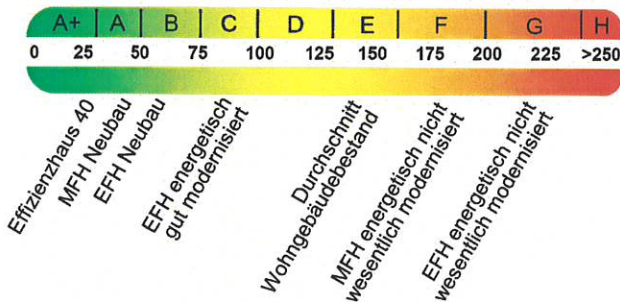 A+ A B C D E F G H
0 25 50 75 100 125 150 175 200 225 >250
Effizienzhaus 40
MFH Neubau
EFH Neubau
EFH energetisch
gut modernisiert
Durchschnitt
Wohngebäudebestand
MFH energetisch nicht
wesentlich modernisiert
EFH energetisch nicht
wesentlich modernisiert